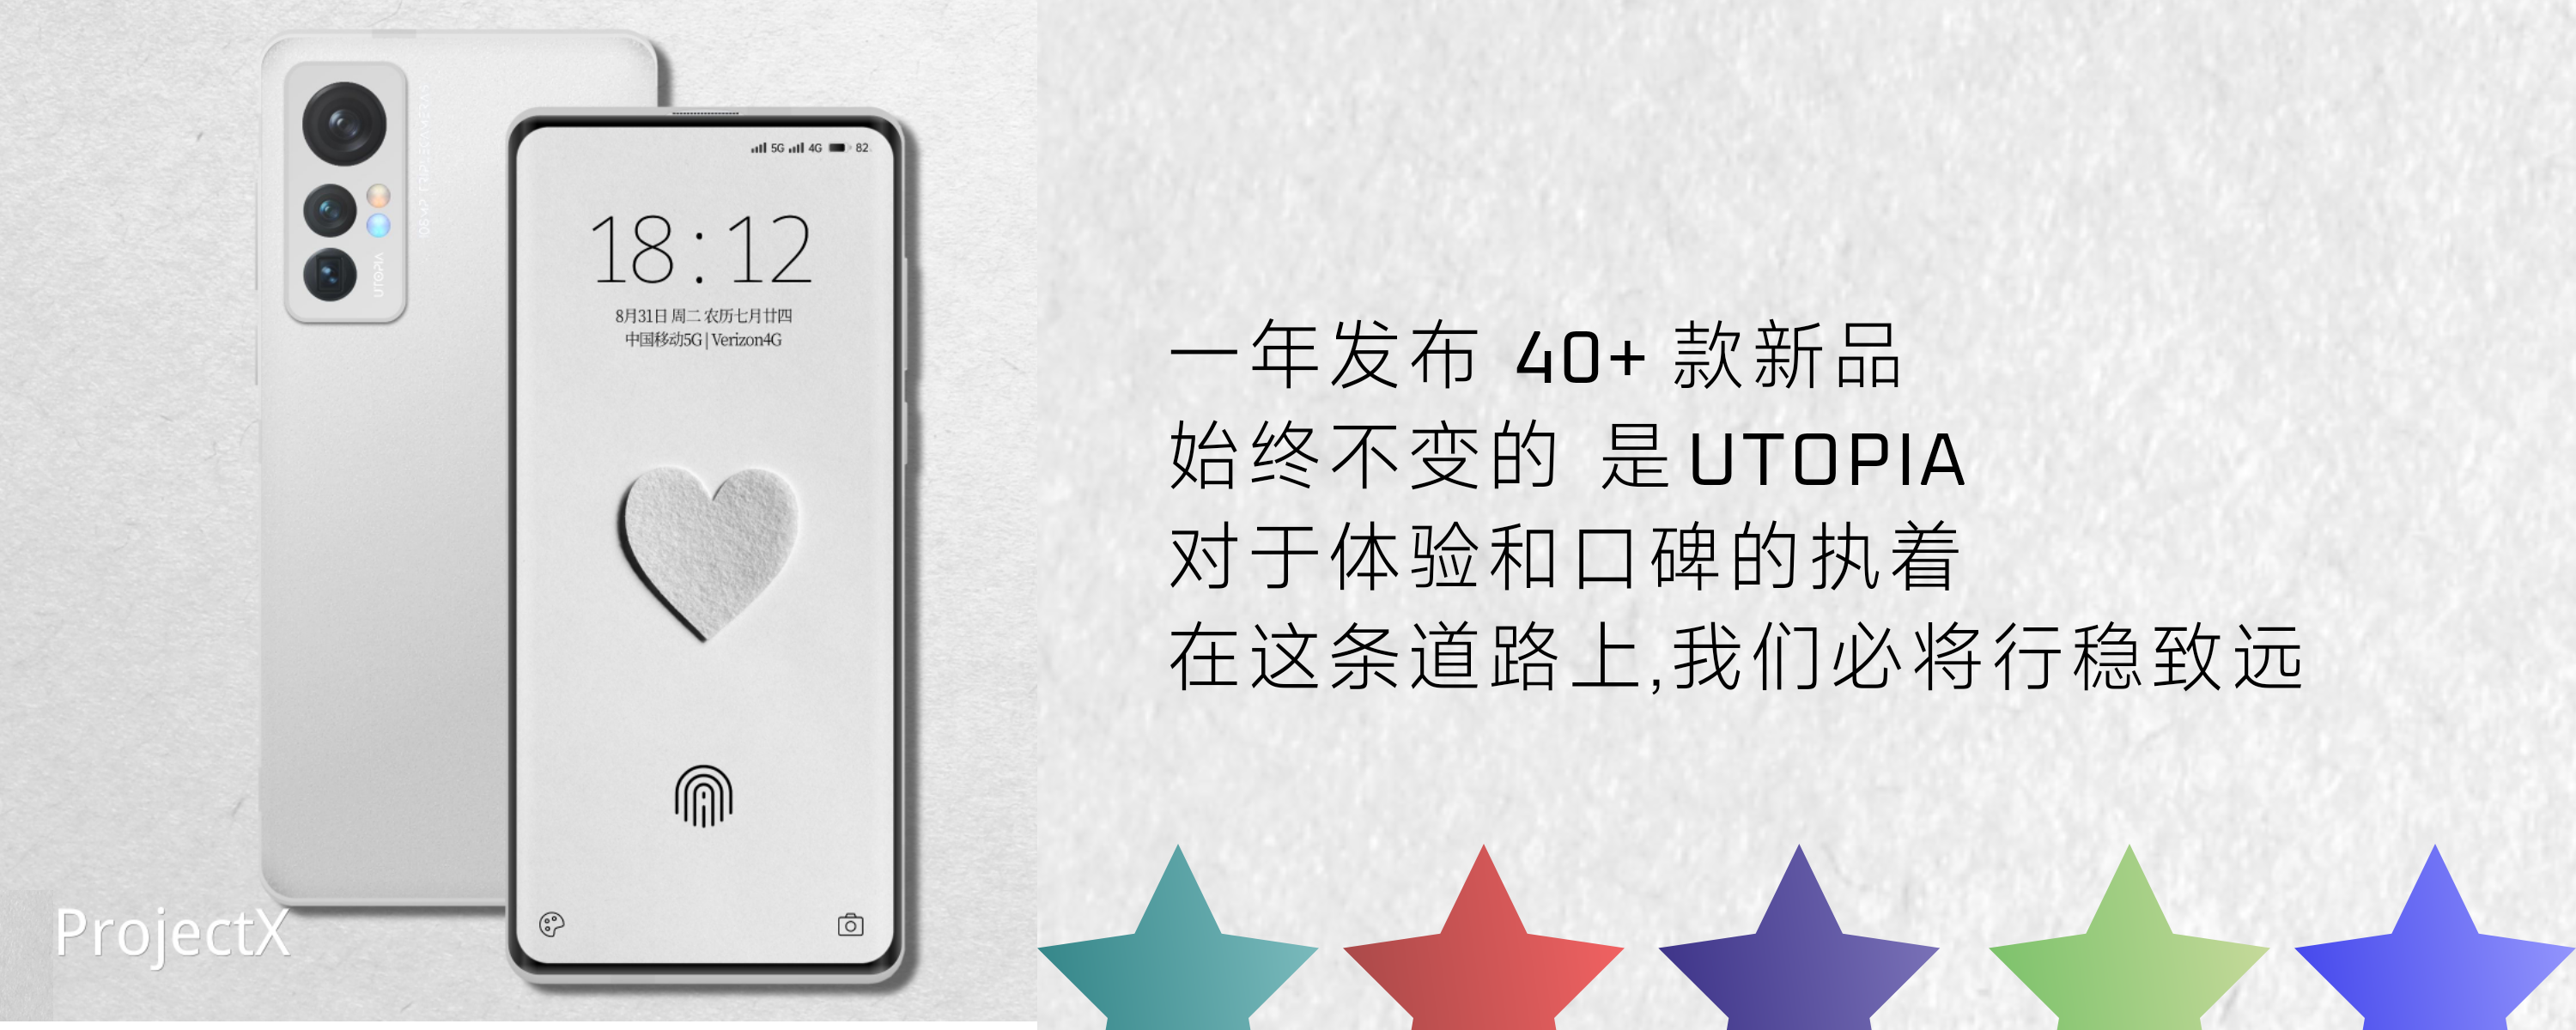 5G 4G 82
18:12
8月31日 周二 农历七月廿四
中国移动5G | Verizon4G
UTOPIA
ProjectX
一年发布 40+ 款新品
始终不变的 是UTOPIA
对于体验和口碑的执着
在这条道路上,我们必将行稳致远